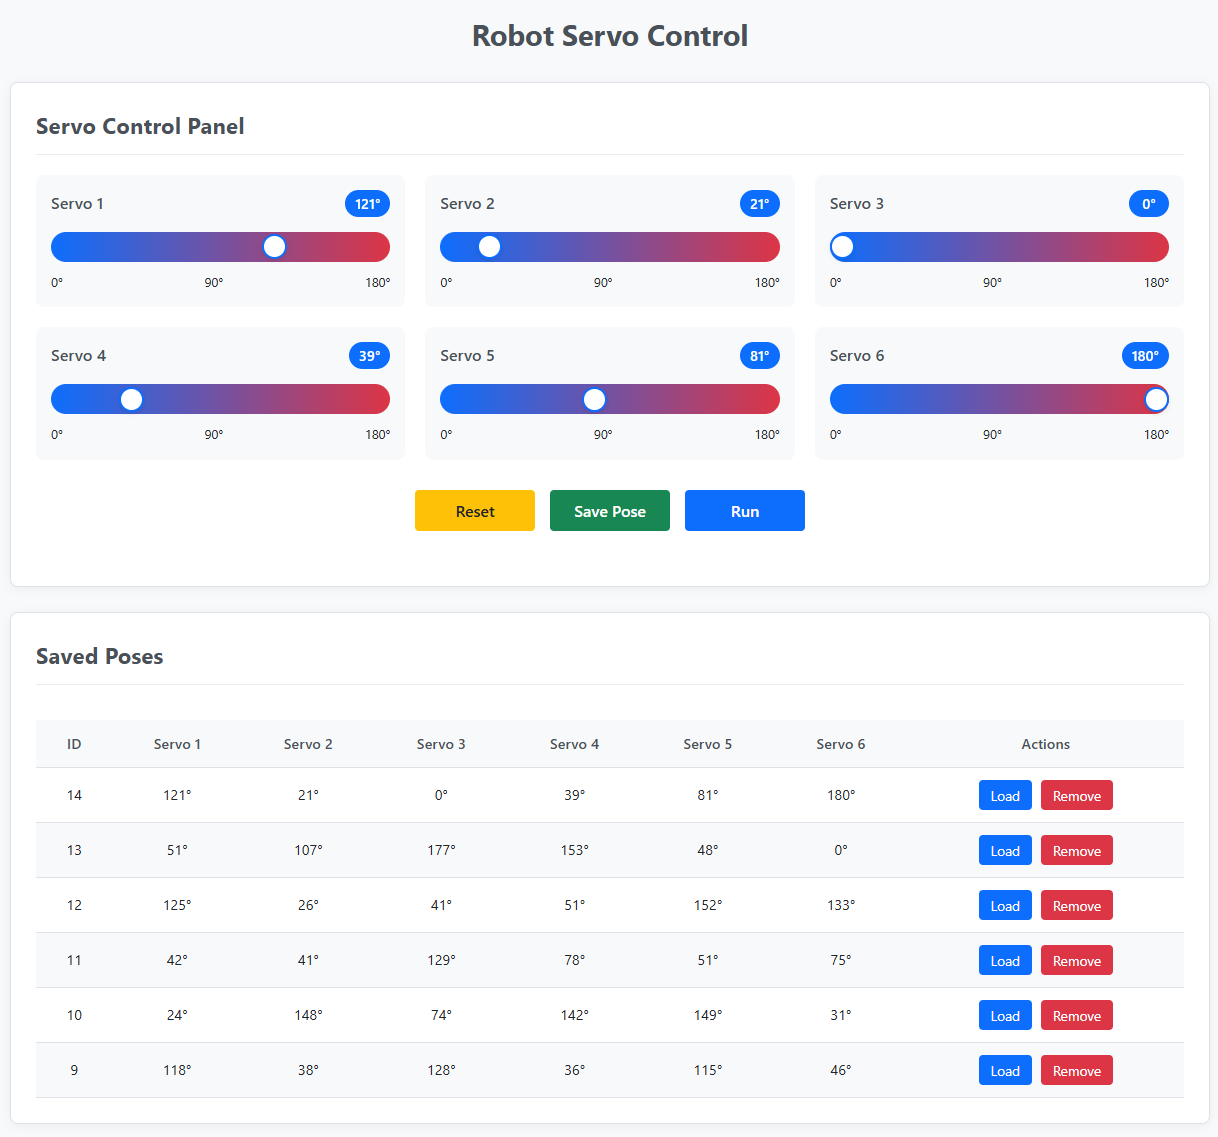 Robot Servo Control
Servo Control Panel
Servo 1 121°
0° 90° 180°
Servo 2 21°
0° 90° 180°
Servo 3 0°
0° 90° 180°
Servo 4 39°
0° 90° 180°
Servo 5 81°
0° 90° 180°
Servo 6 180°
0° 90° 180°
Reset Save Pose Run
Saved Poses
ID Servo 1 Servo 2 Servo 3 Servo 4 Servo 5 Servo 6 Actions
14 121° 21° 0° 39° 81° 180° Load Remove
13 51° 107° 177° 153° 48° 0° Load Remove
12 125° 26° 41° 51° 152° 133° Load Remove
11 42° 41° 129° 78° 51° 75° Load Remove
10 24° 148° 74° 142° 149° 31° Load Remove
9 118° 38° 128° 36° 115° 46° Load Remove